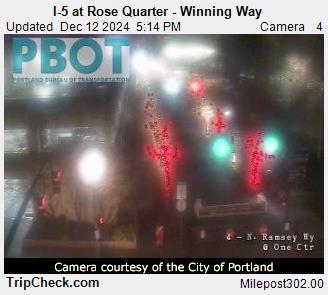 I-5 at Rose Quarter - Winning Way
Updated Dec 12 2024 5:14 PM Camera 4
PBOT
PORTLAND BUREAU OF TRANSPORTATION
4 - N. Ramsey Wy
@ One Ctr
Camera courtesy of the City of Portland
TripCheck.com Milepost302.00